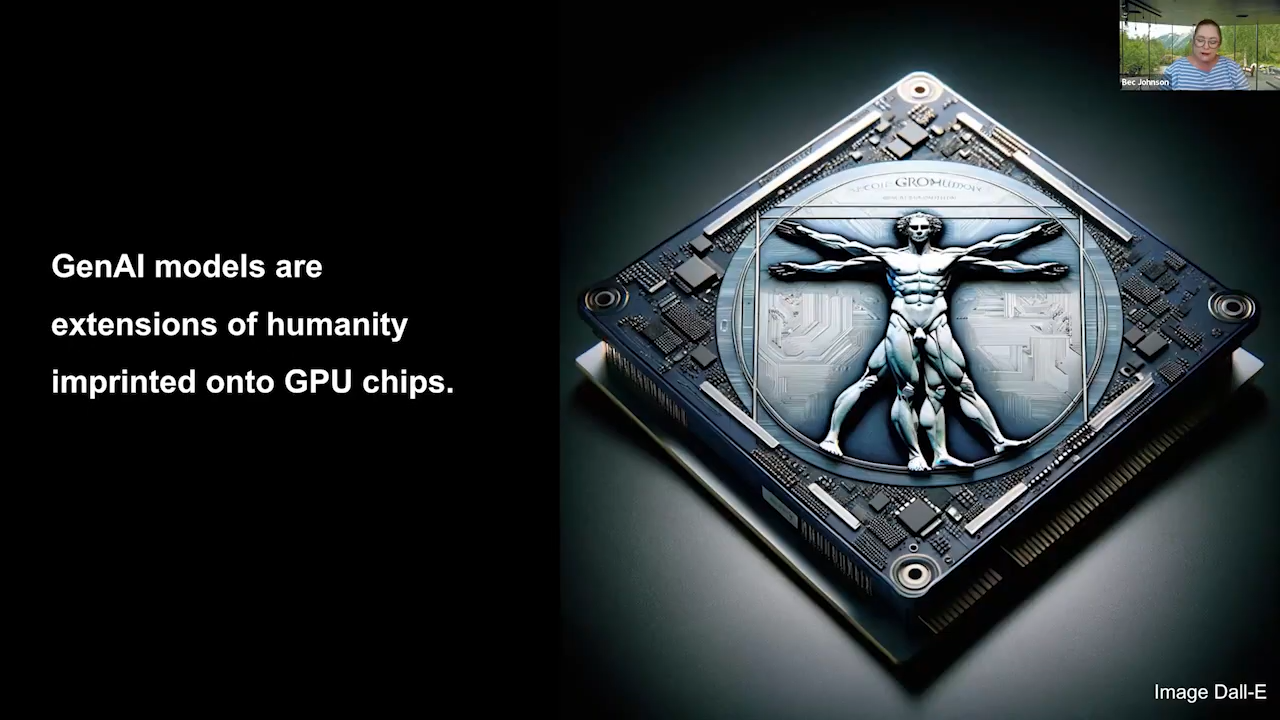 Bec Johnson
GenAI models are
extensions of humanity
imprinted onto GPU chips.
Image Dall-E